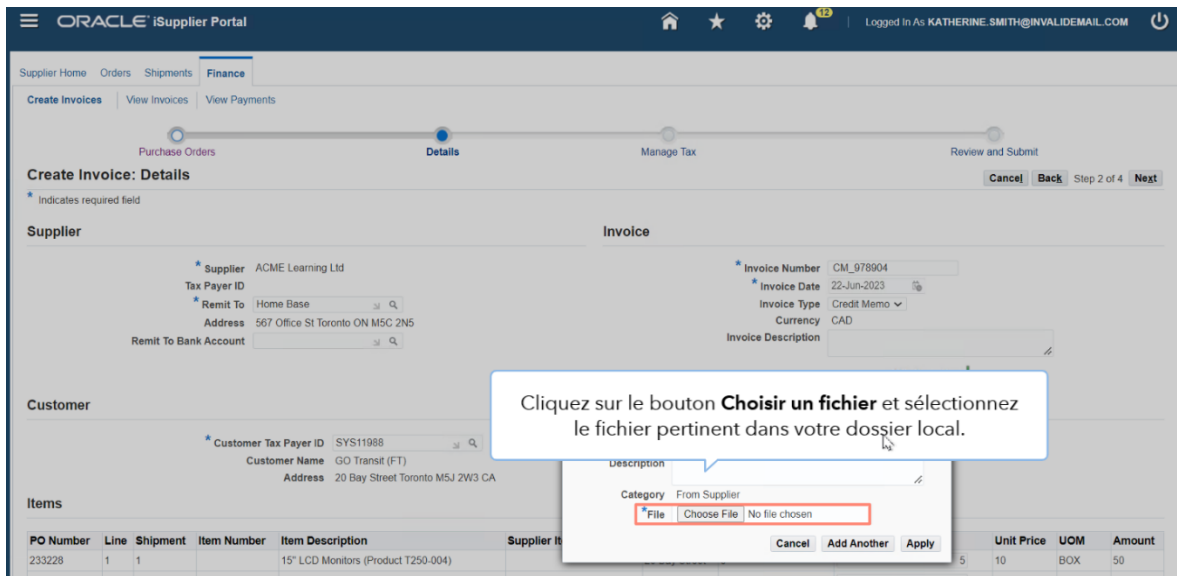 ORACLE iSupplier Portal
12
Logged In As KATHERINE.SMITH@INVALIDEMAIL.COM
Supplier Home Orders Shipments Finance
Create Invoices View Invoices View Payments
Purchase Orders Details Manage Tax Review and Submit
Create Invoice: Details
Cancel Back Step 2 of 4 Next
* Indicates required field
Supplier
* Supplier ACME Learning Ltd
Tax Payer ID
* Remit To Home Base
Address 567 Office St Toronto ON M5C 2N5
Remit To Bank Account
Invoice
* Invoice Number CM_978904
* Invoice Date 22-Jun-2023
Invoice Type Credit Memo
Currency CAD
Invoice Description
Cliquez sur le bouton Choisir un fichier et sélectionnez
le fichier pertinent dans votre dossier local.
Customer
* Customer Tax Payer ID SYS11988
Customer Name GO Transit (FT)
Address 20 Bay Street Toronto M5J 2W3 CA
Description
Category From Supplier
* File Choose File No file chosen
Cancel Add Another Apply
Items
PO Number Line Shipment Item Number Item Description Supplier Unit Price UOM Amount
233228 1 1 15" LCD Monitors (Product T250-004) 5 10 BOX 50